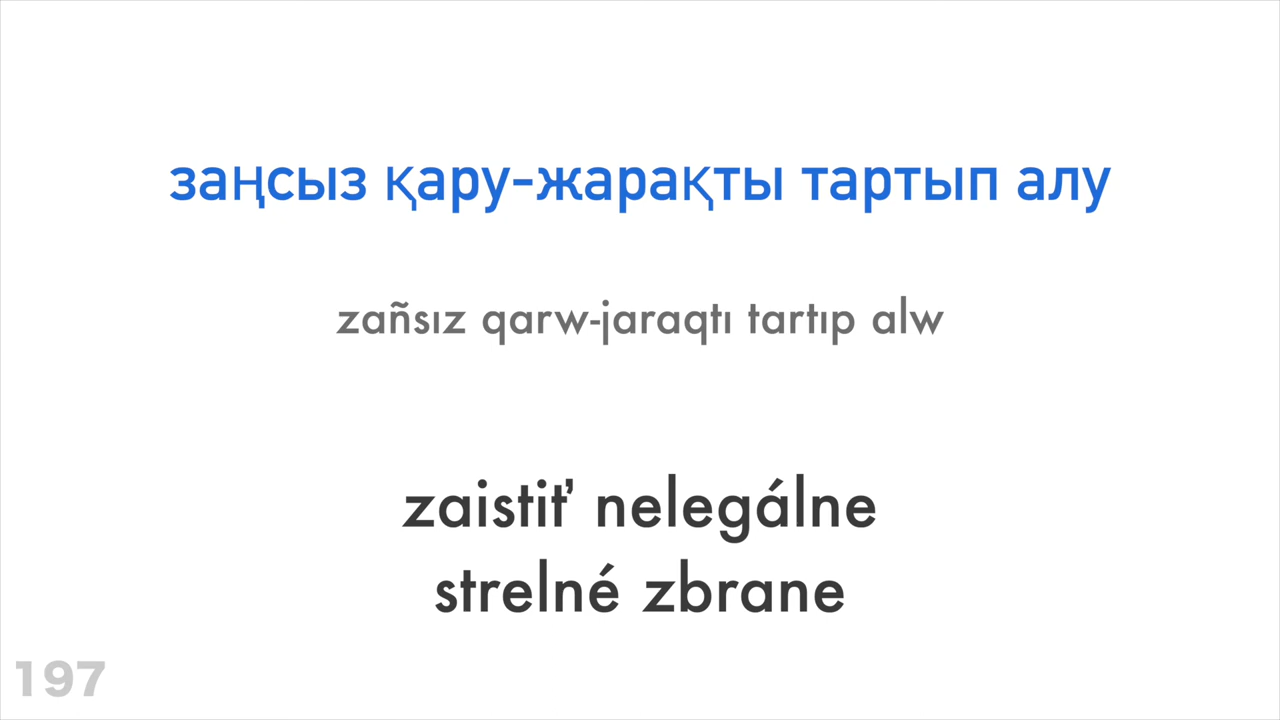 заңсыз қару-жарақты тартып алу
zañsız qarw-jaraqtı tartıp alw
zaistiť nelegálne
strelné zbrane
197